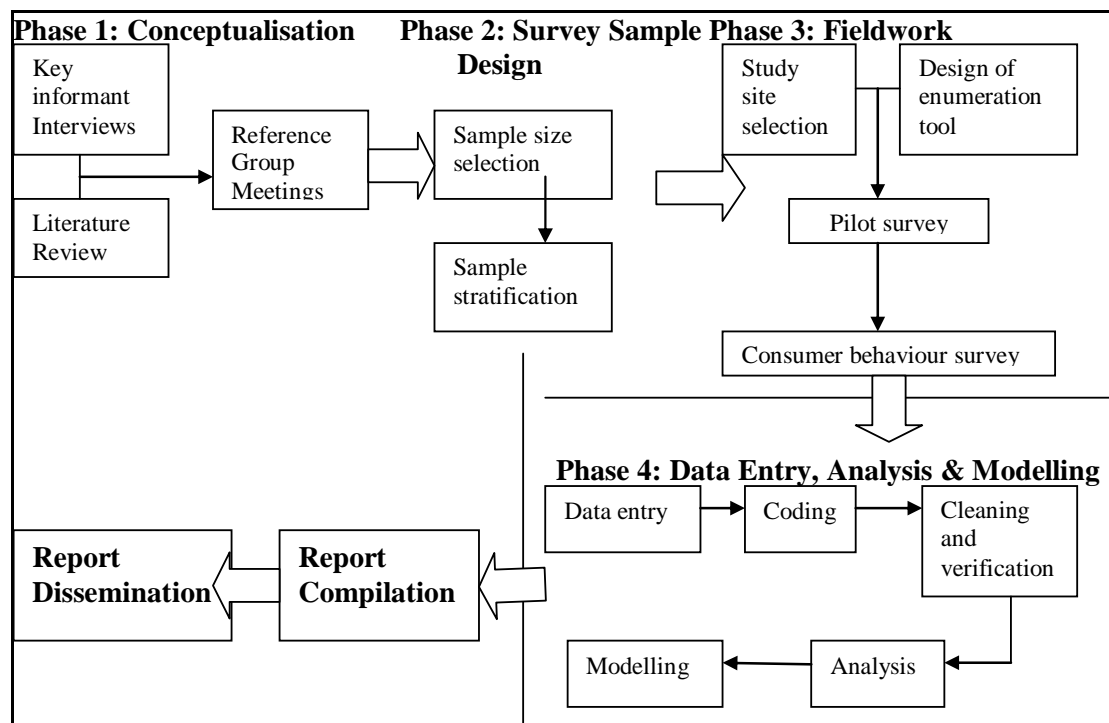 Phase 1: Conceptualisation
Key
informant
Interviews
Literature
Review
Reference
Group
Meetings
Phase 2: Survey Sample
Design
Sample size
selection
Sample
stratification
Phase 3: Fieldwork
Study
site
selection
Design of
enumeration
tool
Pilot survey
Consumer behaviour survey
Phase 4: Data Entry, Analysis & Modelling
Data entry
Coding
Cleaning
and
verification
Analysis
Modelling
Report
Compilation
Report
Dissemination